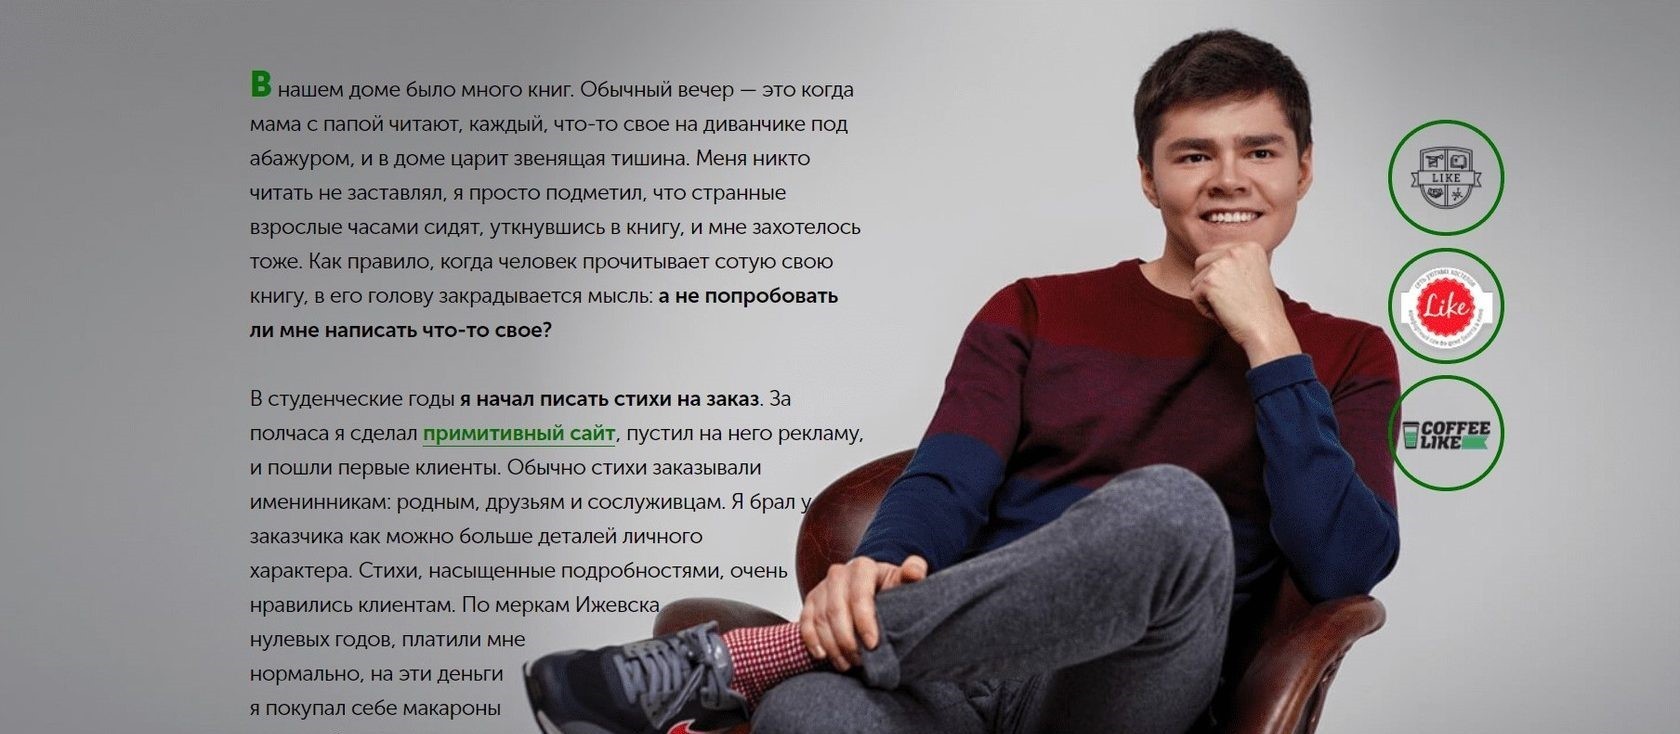 В нашем доме было много книг. Обычный вечер — это когда
мама с папой читают, каждый, что-то свое на диванчике под
абажуром, и в доме царит звенящая тишина. Меня никто
читать не заставлял, я просто подметил, что странные
взрослые часами сидят, уткнувшись в книгу, и мне захотелось
тоже. Как правило, когда человек прочитывает сотую свою
книгу, в его голову закрадывается мысль: а не попробовать
ли мне написать что-то свое?
В студенческие годы я начал писать стихи на заказ. За
полчаса я сделал примитивный сайт, пустил на него рекламу,
и пошли первые клиенты. Обычно стихи заказывали
именинникам: родным, друзьям и сослуживцам. Я брал у
заказчика как можно больше деталей личного
характера. Стихи, насыщенные подробностями, очень
нравились клиентам. По меркам Ижевска
нулевых годов, платили мне
нормально, на эти деньги
я покупал себе макароны
LIKE
сеть уютных хостелов
Like
COFFEE
LIKE